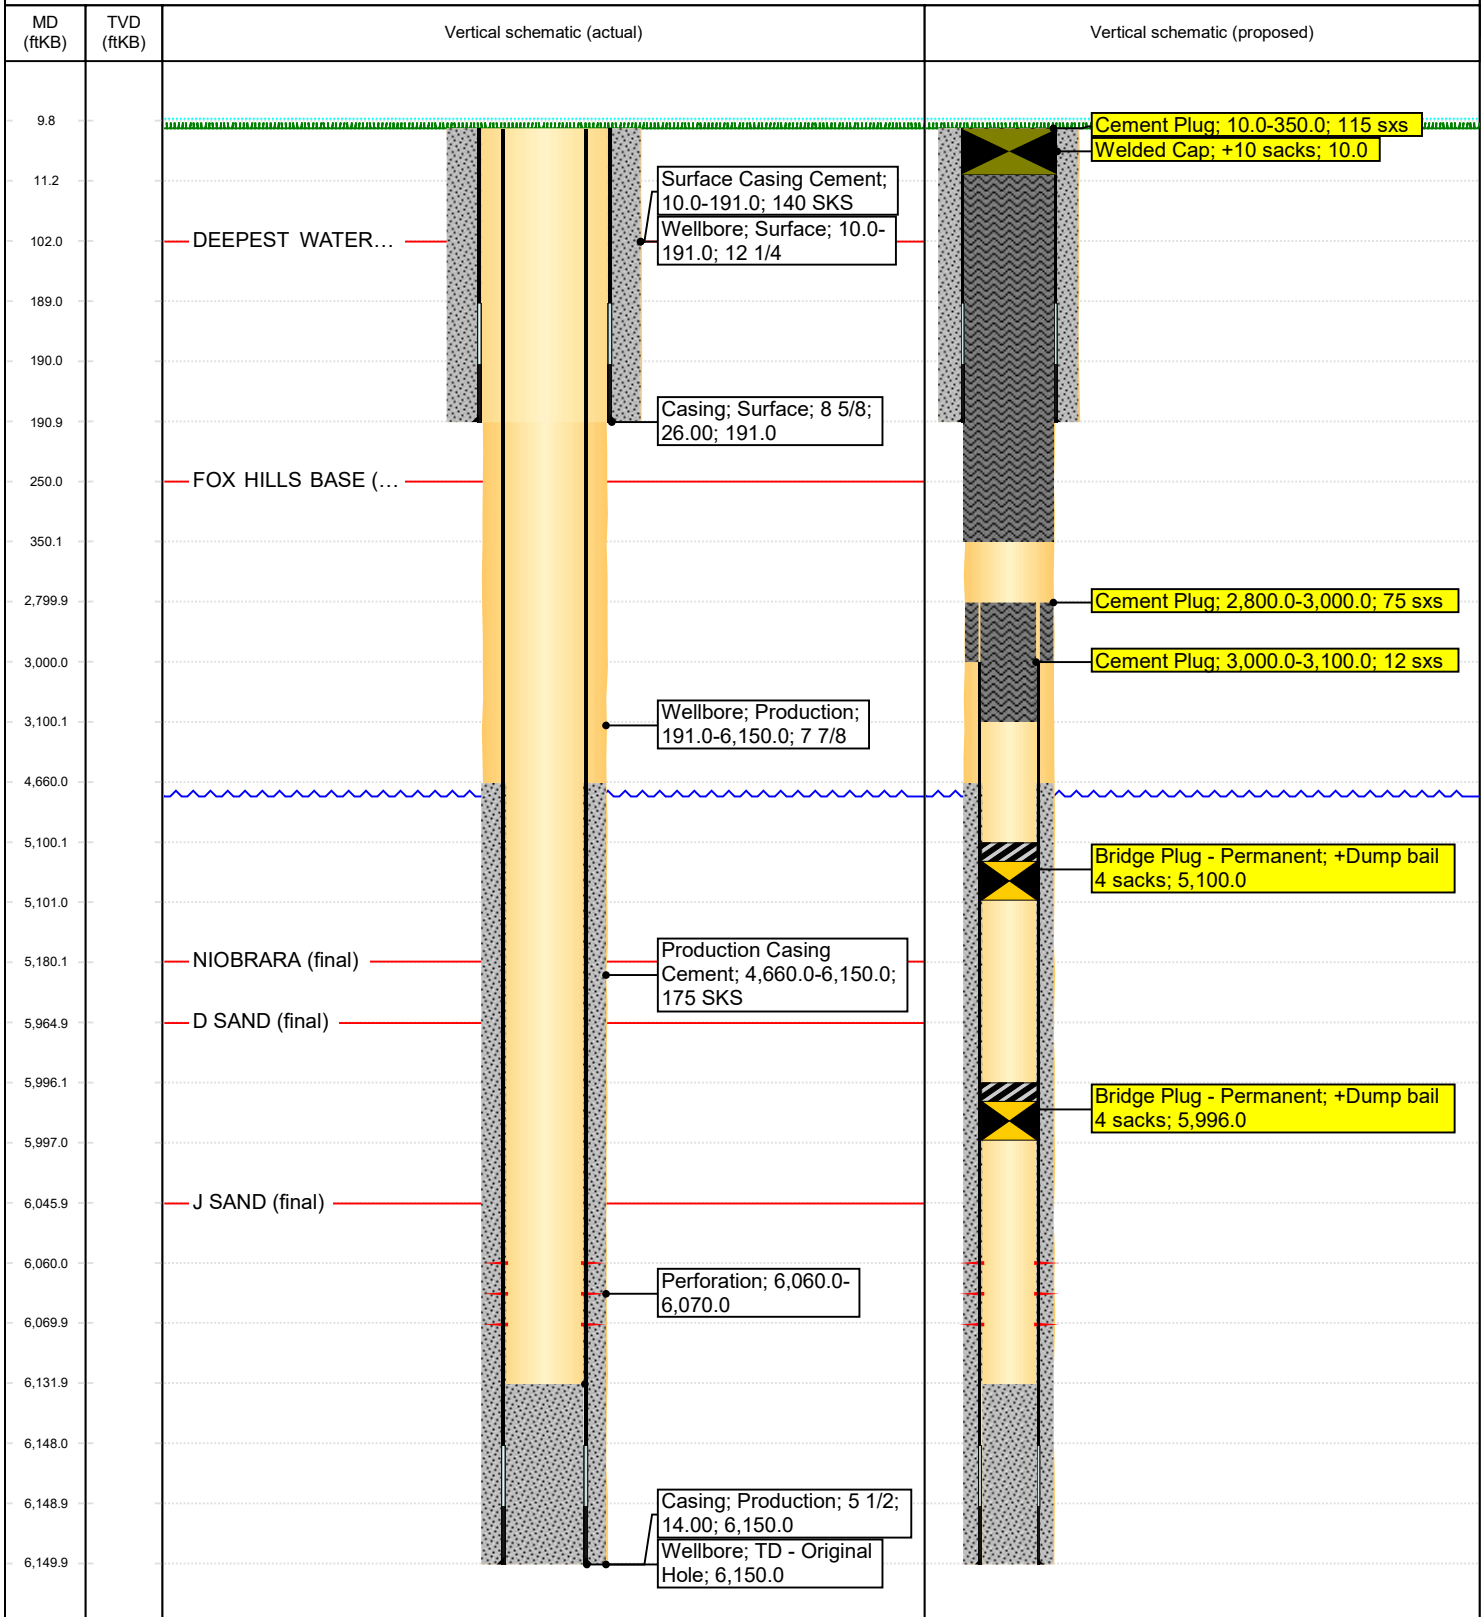 MD
(ftKB)
TVD
(ftKB)
Vertical schematic (actual)
Vertical schematic (proposed)
9.8
11.2
102.0
189.0
190.0
190.9
250.0
350.1
2,799.9
3,000.0
3,100.1
4,660.0
5,100.1
5,101.0
5,180.1
5,964.9
5,996.1
5,997.0
6,045.9
6,060.0
6,069.9
6,131.9
6,148.0
6,148.9
6,149.9
DEEPEST WATER…
FOX HILLS BASE (…
NIOBRARA (final)
D SAND (final)
J SAND (final)
Surface Casing Cement;
10.0-191.0; 140 SKS
Wellbore; Surface; 10.0-
191.0; 12 1/4
Casing; Surface; 8 5/8;
26.00; 191.0
Wellbore; Production;
191.0-6,150.0; 7 7/8
Production Casing
Cement; 4,660.0-6,150.0;
175 SKS
Perforation; 6,060.0-
6,070.0
Casing; Production; 5 1/2;
14.00; 6,150.0
Wellbore; TD - Original
Hole; 6,150.0
Cement Plug; 10.0-350.0; 115 sxs
Welded Cap; +10 sacks; 10.0
Cement Plug; 2,800.0-3,000.0; 75 sxs
Cement Plug; 3,000.0-3,100.0; 12 sxs
Bridge Plug - Permanent; +Dump bail
4 sacks; 5,100.0
Bridge Plug - Permanent; +Dump bail
4 sacks; 5,996.0